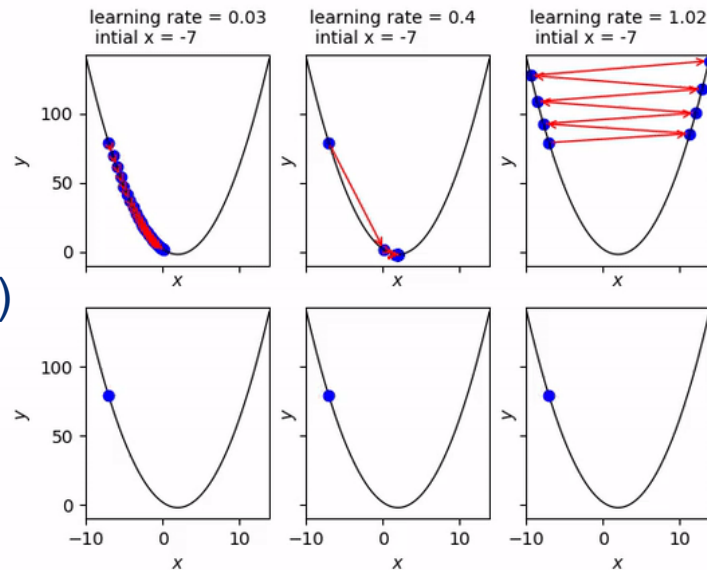 learning rate = 0.03
intial x = -7
learning rate = 0.4
intial x = -7
learning rate = 1.02
intial x = -7
100
50
0
y
x
x
x
y
y
)
100
50
0
y
y
y
−10
0
10
−10
0
10
−10
0
10
x
x
x